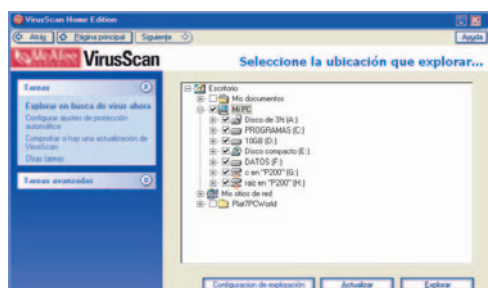 VirusScan Home Edition
Atrás Página principal Siguiente Ayuda
McAfee VirusScan
Seleccione la ubicación que explorar...
Tareas
Explorar en busca de virus ahora
Configurar ajustes de protección
automática
Comprobar si hay una actualización de
VirusScan
Otras tareas
Tareas avanzadas
Escritorio
Mis documentos
Mi PC
Disco de 3½ (A:)
PROGRAMAS (C:)
10GB (D:)
Disco compacto (E:)
DATOS (F:)
c en "P200" (G:)
raiz en "P200" (H:)
Mis sitios de red
Plat7PCWorld
Configuración de exploración Actualizar Explorar